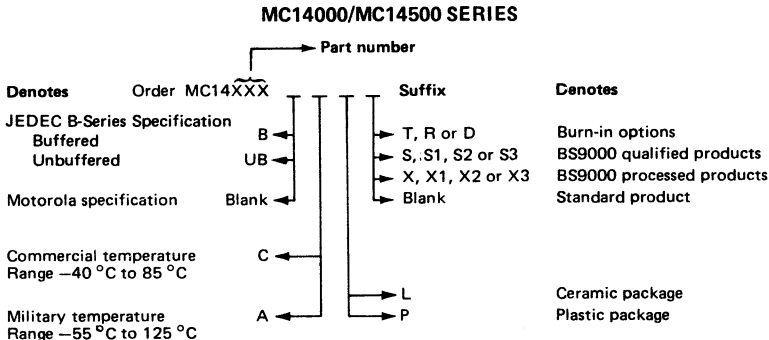 MC14000/MC14500 SERIES
Part number
Denotes Order MC14XXX _ _ _ _ Suffix Denotes
JEDEC B-Series Specification
Buffered B T, R or D Burn-in options
Unbuffered UB S, S1, S2 or S3 BS9000 qualified products
X, X1, X2 or X3 BS9000 processed products
Motorola specification Blank Blank Standard product
Commercial temperature C
Range −40 °C to 85 °C
L Ceramic package
Military temperature A P Plastic package
Range −55 °C to 125 °C